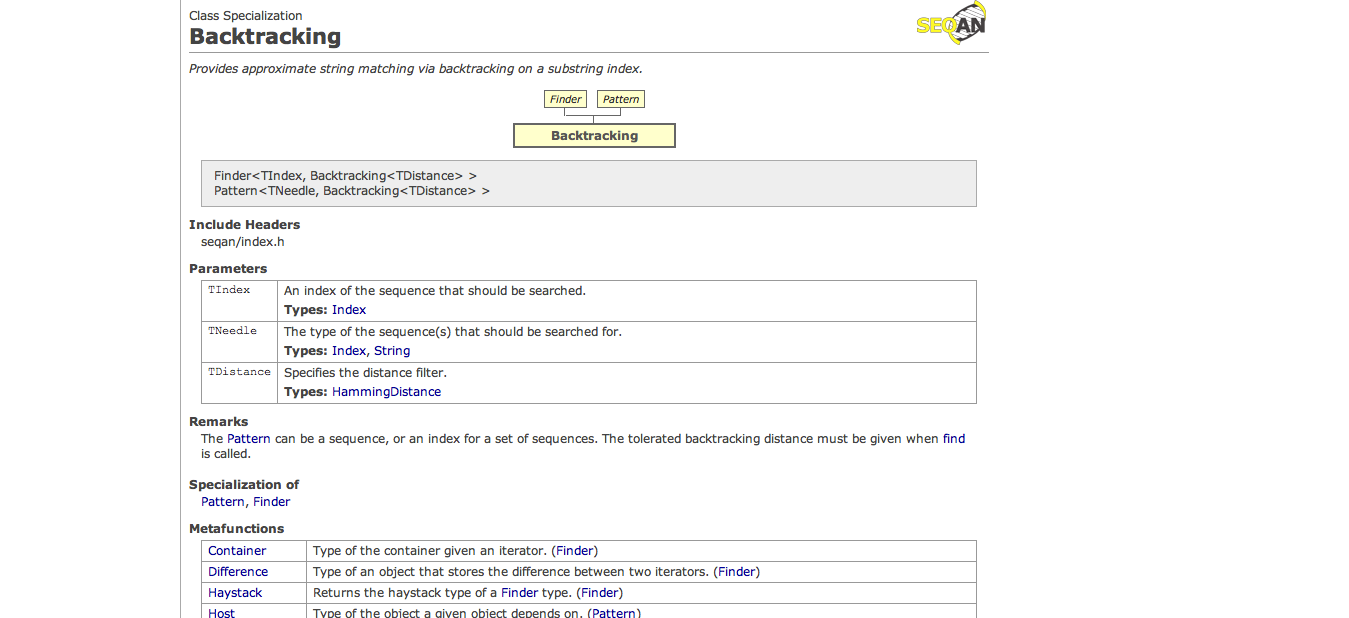 Class Specialization
Backtracking
SEQAN
Provides approximate string matching via backtracking on a substring index.
Finder Pattern
Backtracking
Finder<TIndex, Backtracking<TDistance> >
Pattern<TNeedle, Backtracking<TDistance> >
Include Headers
seqan/index.h
Parameters
TIndex An index of the sequence that should be searched.
Types: Index
TNeedle The type of the sequence(s) that should be searched for.
Types: Index, String
TDistance Specifies the distance filter.
Types: HammingDistance
Remarks
The Pattern can be a sequence, or an index for a set of sequences. The tolerated backtracking distance must be given when find
is called.
Specialization of
Pattern, Finder
Metafunctions
Container Type of the container given an iterator. (Finder)
Difference Type of an object that stores the difference between two iterators. (Finder)
Haystack Returns the haystack type of a Finder type. (Finder)
Host Type of the object a given object depends on. (Pattern)